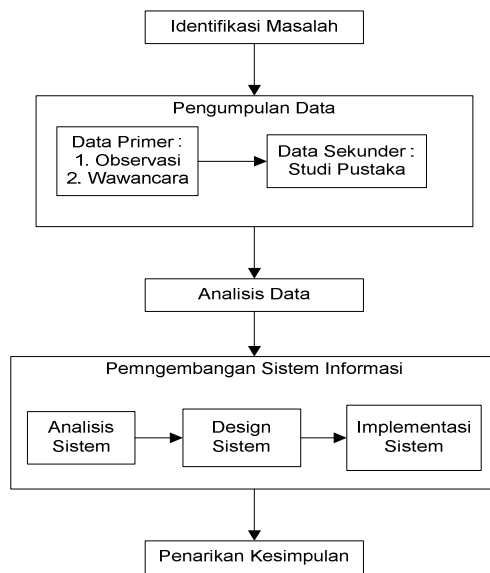 Identifikasi Masalah
Pengumpulan Data
Data Primer :
1. Observasi
2. Wawancara
Data Sekunder :
Studi Pustaka
Analisis Data
Pemngembangan Sistem Informasi
Analisis
Sistem
Design
Sistem
Implementasi
Sistem
Penarikan Kesimpulan